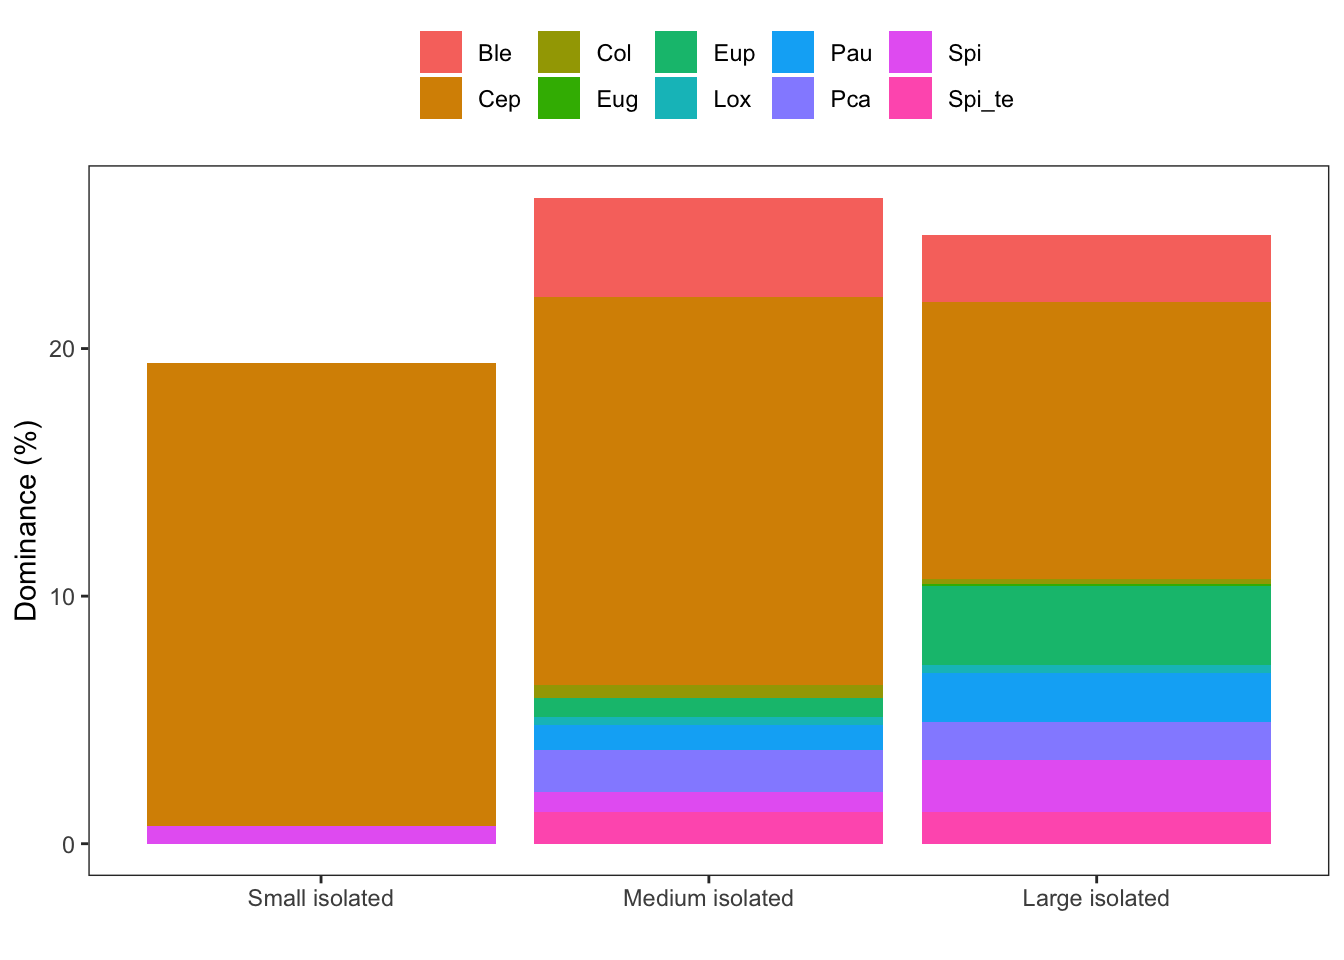 Ble Col Eup Pau Spi
Cep Eug Lox Pca Spi_te
Dominance (%)
20
10
0
Small isolated Medium isolated Large isolated